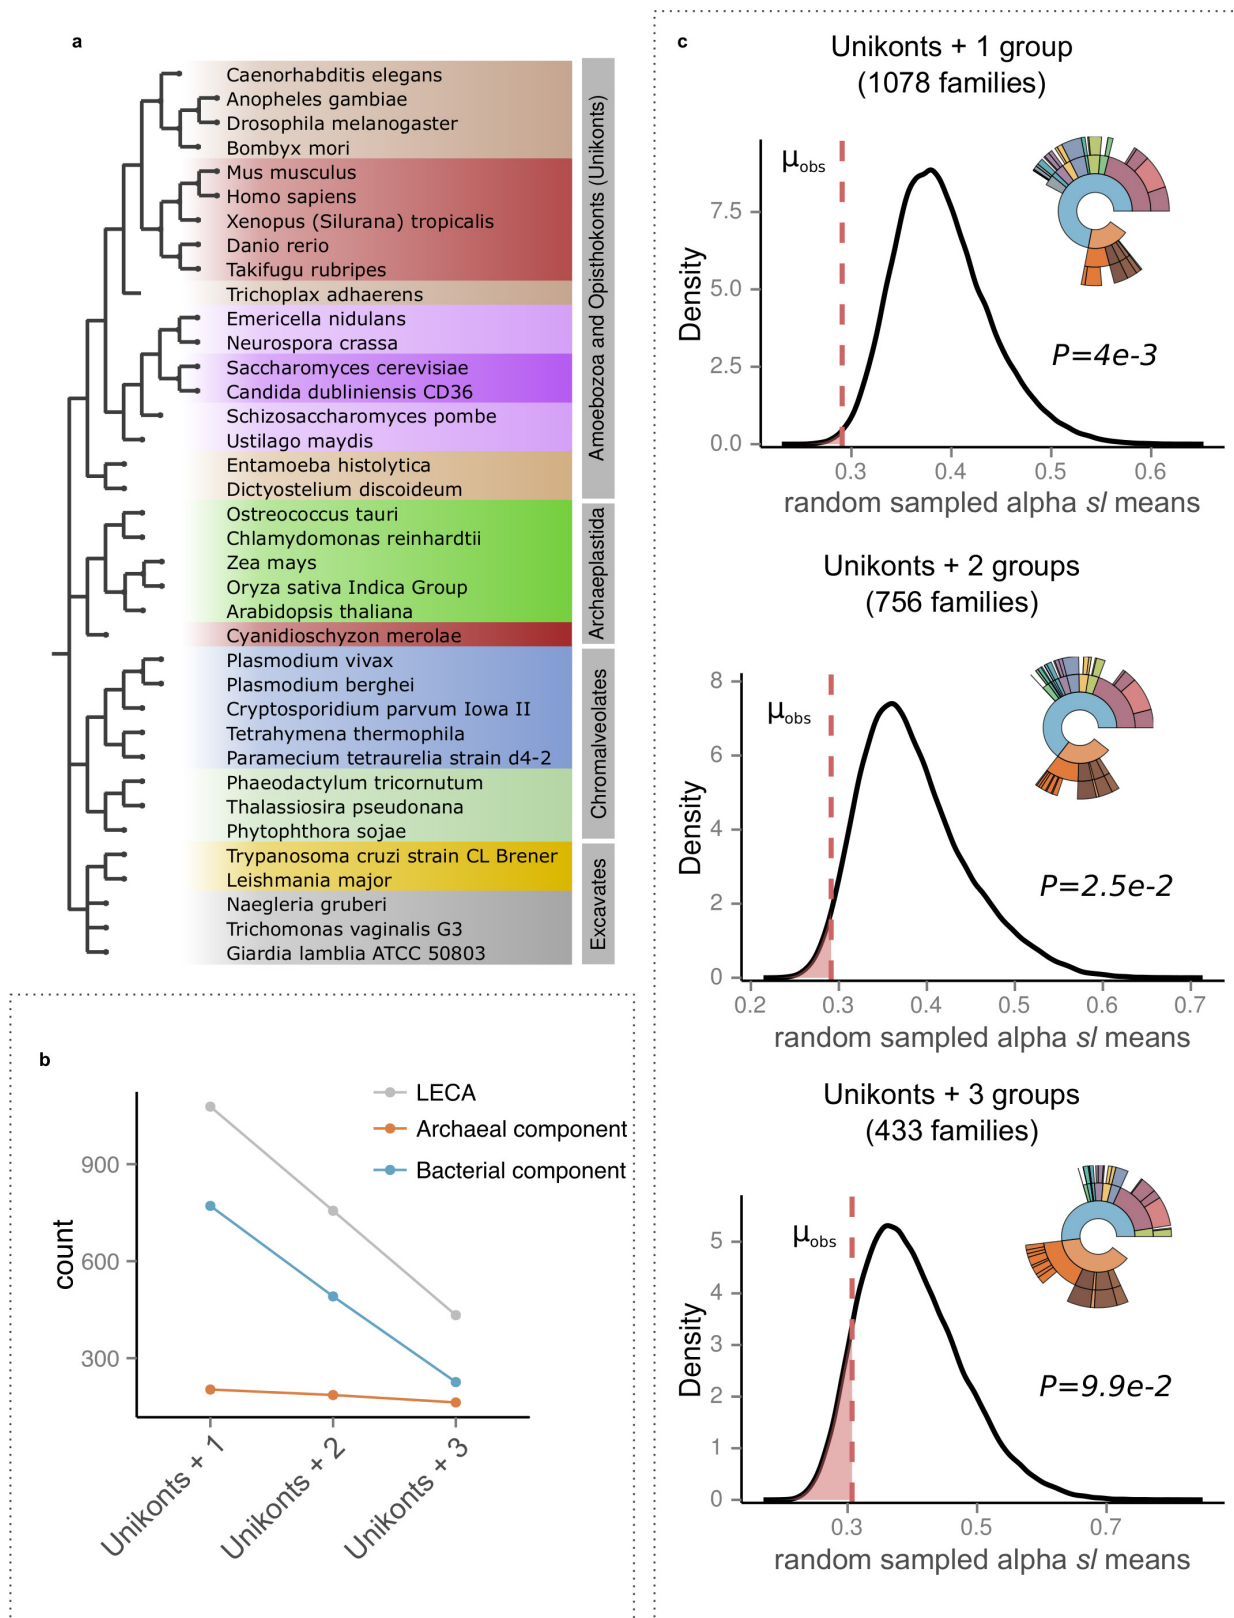 a
Caenorhabditis elegans
Anopheles gambiae
Drosophila melanogaster
Bombyx mori
Mus musculus
Homo sapiens
Xenopus (Silurana) tropicalis
Danio rerio
Takifugu rubripes
Trichoplax adhaerens
Emericella nidulans
Neurospora crassa
Saccharomyces cerevisiae
Candida dubliniensis CD36
Schizosaccharomyces pombe
Ustilago maydis
Entamoeba histolytica
Dictyostelium discoideum
Ostreococcus tauri
Chlamydomonas reinhardtii
Zea mays
Oryza sativa Indica Group
Arabidopsis thaliana
Cyanidioschyzon merolae
Plasmodium vivax
Plasmodium berghei
Cryptosporidium parvum Iowa II
Tetrahymena thermophila
Paramecium tetraurelia strain d4-2
Phaeodactylum tricornutum
Thalassiosira pseudonana
Phytophthora sojae
Trypanosoma cruzi strain CL Brener
Leishmania major
Naegleria gruberi
Trichomonas vaginalis G3
Giardia lamblia ATCC 50803
Amoebozoa and Opisthokonts (Unikonts)
Archaeplastida
Chromalveolates
Excavates
b
LECA
Archaeal component
Bacterial component
count
900
600
300
Unikonts + 1
Unikonts + 2
Unikonts + 3
c
Unikonts + 1 group
(1078 families)
μobs
Density
7.5
5.0
2.5
0.0
P=4e-3
0.3 0.4 0.5 0.6
random sampled alpha sl means
Unikonts + 2 groups
(756 families)
μobs
Density
8
6
4
2
0
P=2.5e-2
0.2 0.3 0.4 0.5 0.6 0.7
random sampled alpha sl means
Unikonts + 3 groups
(433 families)
μobs
Density
5
4
3
2
1
0
P=9.9e-2
0.3 0.5 0.7
random sampled alpha sl means